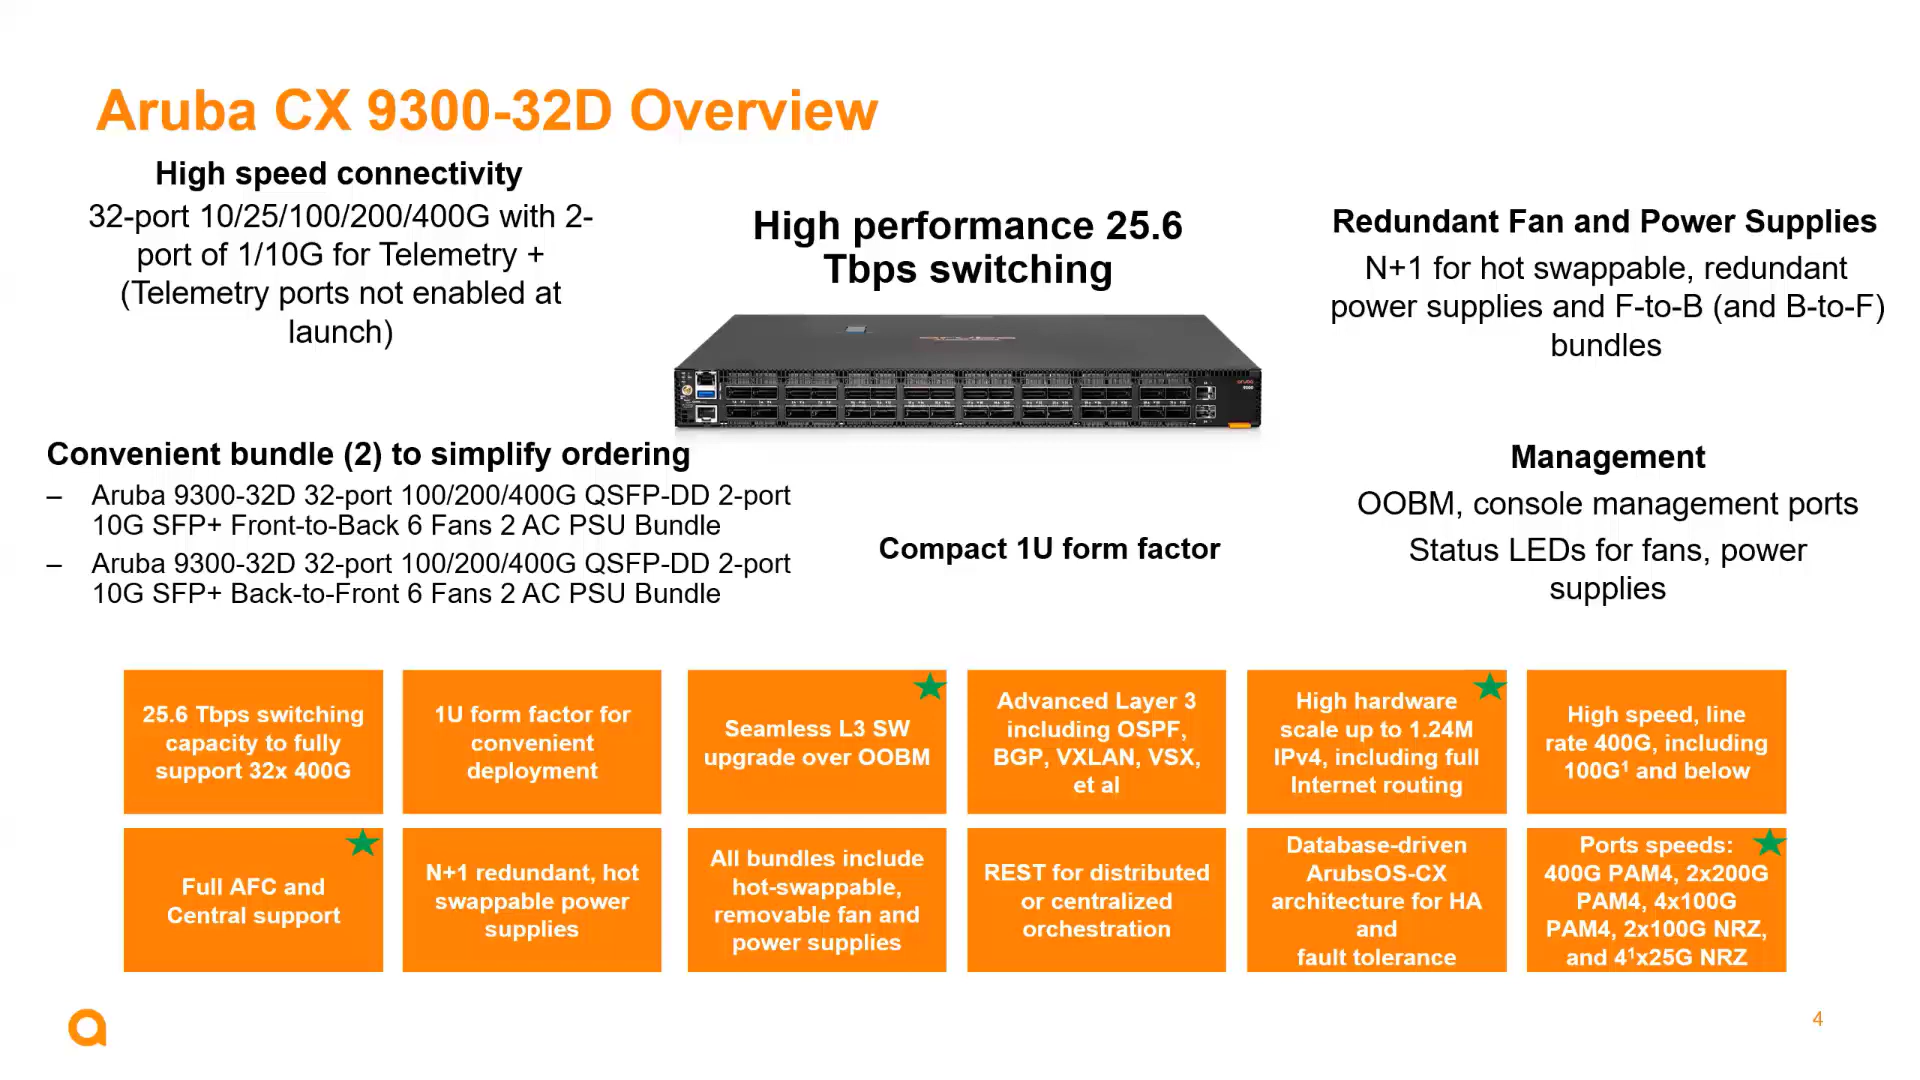 Aruba CX 9300-32D Overview
High speed connectivity
32-port 10/25/100/200/400G with 2-
port of 1/10G for Telemetry +
(Telemetry ports not enabled at
launch)
High performance 25.6
Tbps switching
Redundant Fan and Power Supplies
N+1 for hot swappable, redundant
power supplies and F-to-B (and B-to-F)
bundles
Convenient bundle (2) to simplify ordering
– Aruba 9300-32D 32-port 100/200/400G QSFP-DD 2-port
10G SFP+ Front-to-Back 6 Fans 2 AC PSU Bundle
– Aruba 9300-32D 32-port 100/200/400G QSFP-DD 2-port
10G SFP+ Back-to-Front 6 Fans 2 AC PSU Bundle
Compact 1U form factor
Management
OOBM, console management ports
Status LEDs for fans, power
supplies
25.6 Tbps switching
capacity to fully
support 32x 400G
1U form factor for
convenient
deployment
Seamless L3 SW
upgrade over OOBM
Advanced Layer 3
including OSPF,
BGP, VXLAN, VSX,
et al
High hardware
scale up to 1.24M
IPv4, including full
Internet routing
High speed, line
rate 400G, including
100G¹ and below
Full AFC and
Central support
N+1 redundant, hot
swappable power
supplies
All bundles include
hot-swappable,
removable fan and
power supplies
REST for distributed
or centralized
orchestration
Database-driven
ArubsOS-CX
architecture for HA
and
fault tolerance
Ports speeds:
400G PAM4, 2x200G
PAM4, 4x100G
PAM4, 2x100G NRZ,
and 4¹x25G NRZ
4